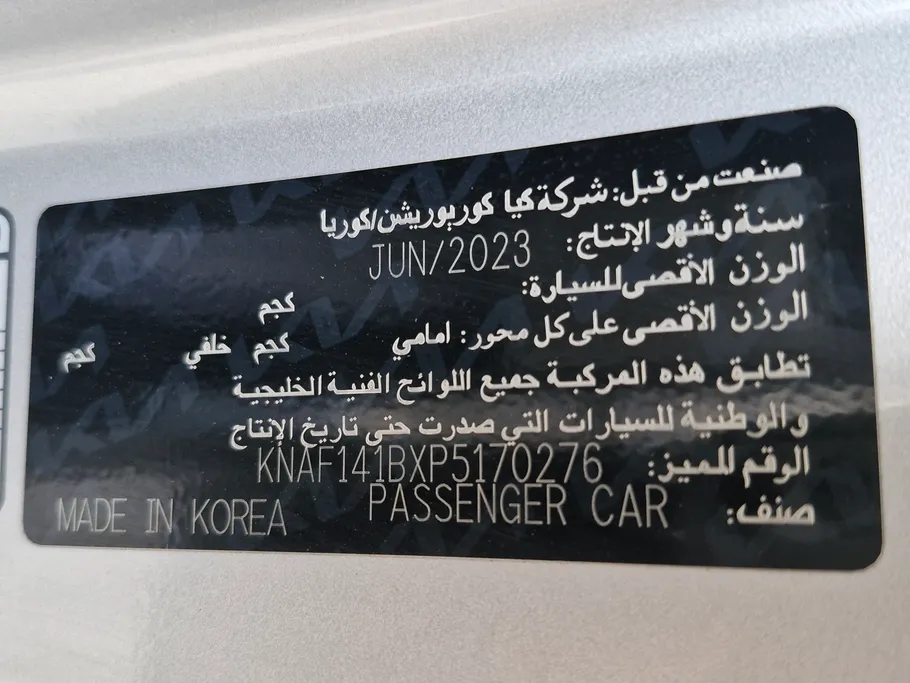 صنعت من قبل: شركة كيا كوربوريشن/كوريا
سنة وشهر الإنتاج: JUN/2023
الوزن الأقصى للسيارة: كجم
الوزن الأقصى على كل محور: امامي كجم خلفي كجم
تطابق هذه المركبة جميع اللوائح الفنية الخليجية
والوطنية للسيارات التي صدرت حتى تاريخ الإنتاج
الرقم المميز: KNAF141BXP5170276
صنف: PASSENGER CAR MADE IN KOREA